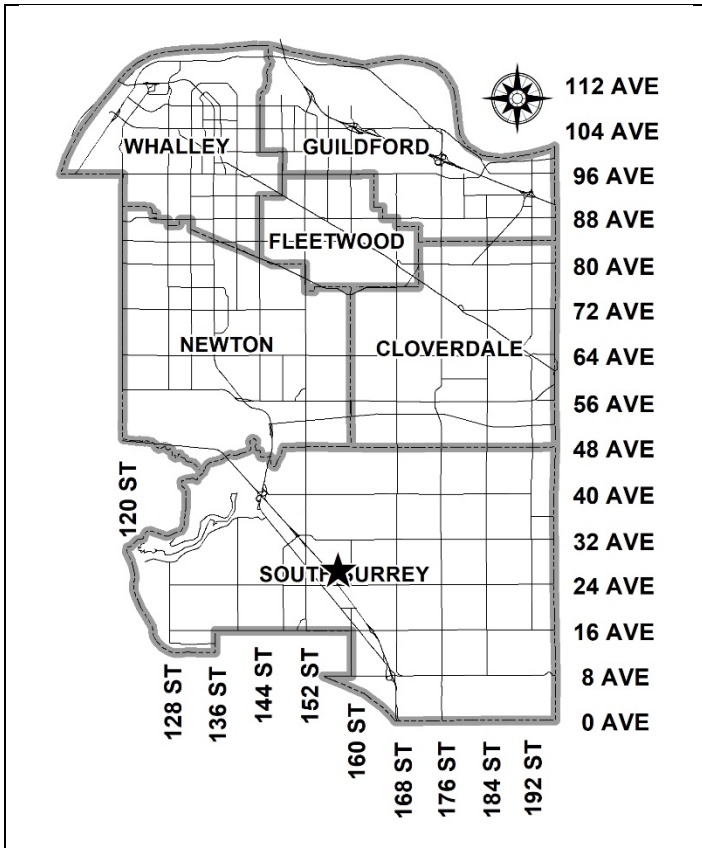 112 AVE
104 AVE
WHALLEY
GUILDFORD
96 AVE
88 AVE
FLEETWOOD
80 AVE
72 AVE
NEWTON
CLOVERDALE
64 AVE
56 AVE
48 AVE
120 ST
40 AVE
32 AVE
SOUTH SURREY
24 AVE
16 AVE
8 AVE
0 AVE
128 ST
136 ST
144 ST
152 ST
160 ST
168 ST
176 ST
184 ST
192 ST